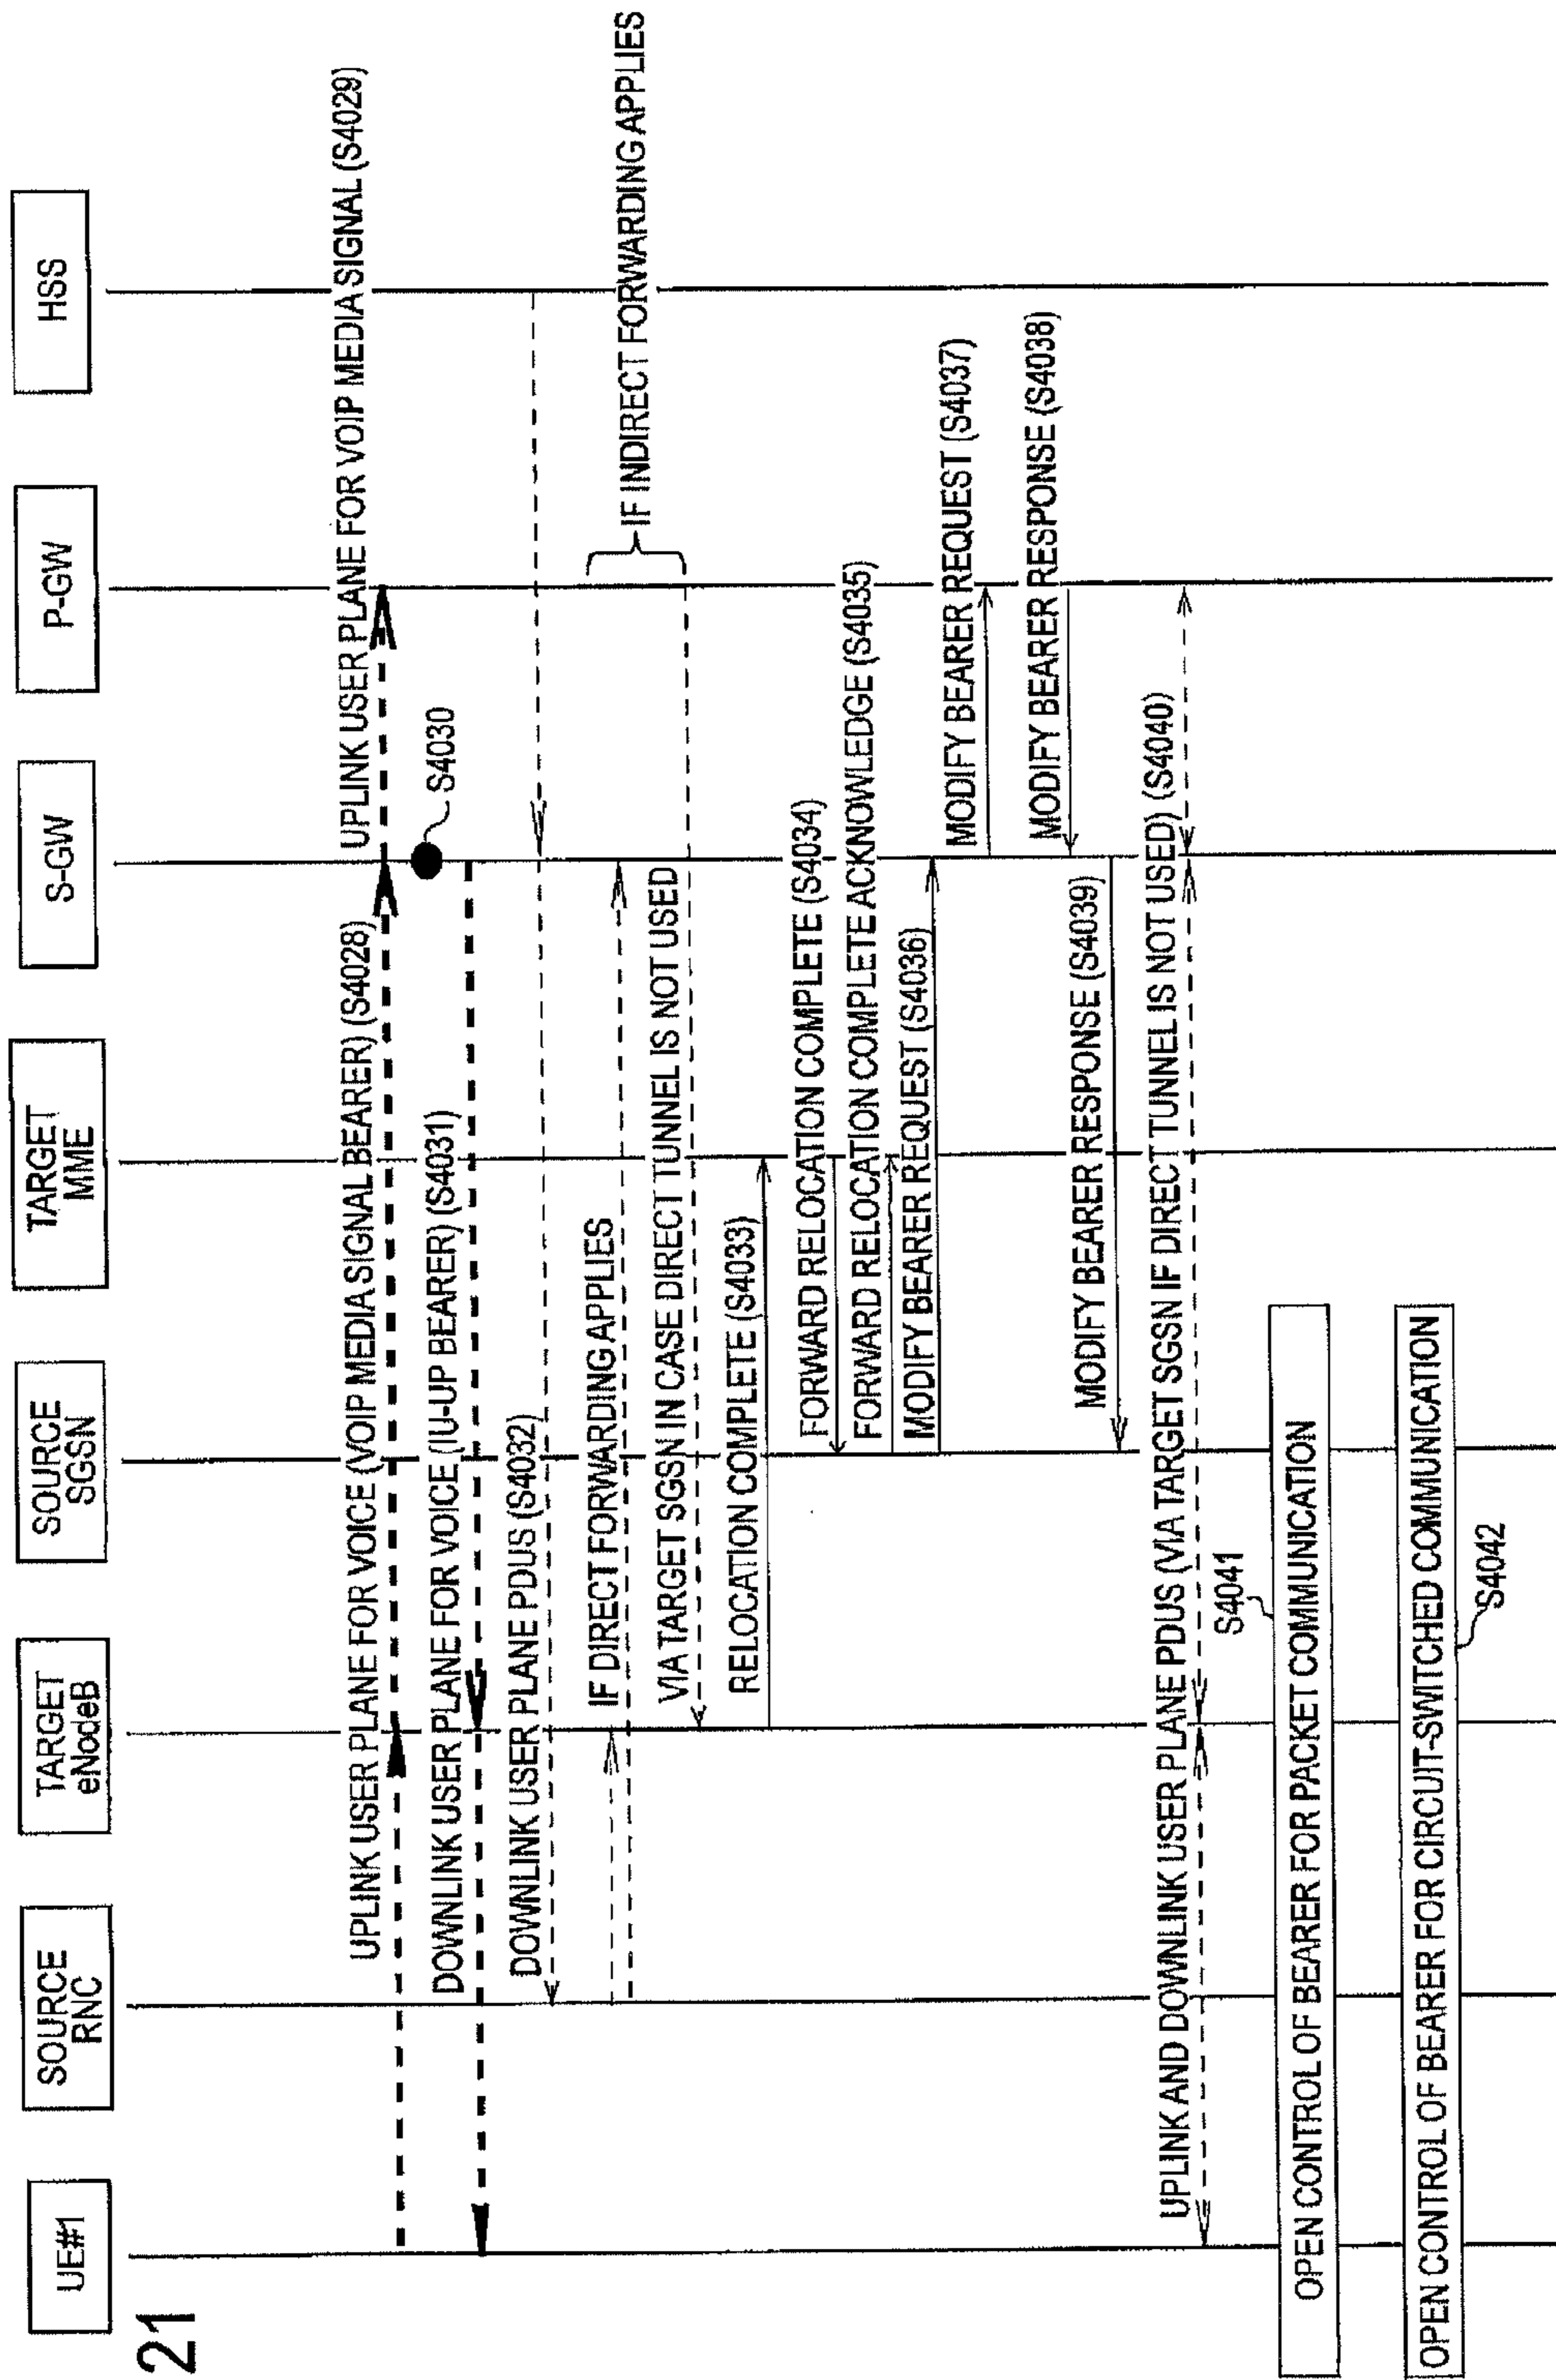 21
UE#1
SOURCE
RNC
TARGET
eNodeB
SOURCE
SGSN
TARGET
MME
S-GW
P-GW
HSS
UPLINK USER PLANE FOR VOICE (VOIP MEDIA SIGNAL BEARER) (S4028)
UPLINK USER PLANE FOR VOIP MEDIA SIGNAL (S4029)
S4030
DOWNLINK USER PLANE FOR VOICE (IU-UP BEARER) (S4031)
DOWNLINK USER PLANE PDUS (S4032)
IF DIRECT FORWARDING APPLIES
IF INDIRECT FORWARDING APPLIES
VIA TARGET SGSN IN CASE DIRECT TUNNEL IS NOT USED
RELOCATION COMPLETE (S4033)
FORWARD RELOCATION COMPLETE (S4034)
FORWARD RELOCATION COMPLETE ACKNOWLEDGE (S4035)
MODIFY BEARER REQUEST (S4036)
MODIFY BEARER REQUEST (S4037)
MODIFY BEARER RESPONSE (S4038)
MODIFY BEARER RESPONSE (S4039)
UPLINK AND DOWNLINK USER PLANE PDUS (VIA TARGET SGSN IF DIRECT TUNNEL IS NOT USED) (S4040)
S4041
OPEN CONTROL OF BEARER FOR PACKET COMMUNICATION
OPEN CONTROL OF BEARER FOR CIRCUIT-SWITCHED COMMUNICATION
S4042